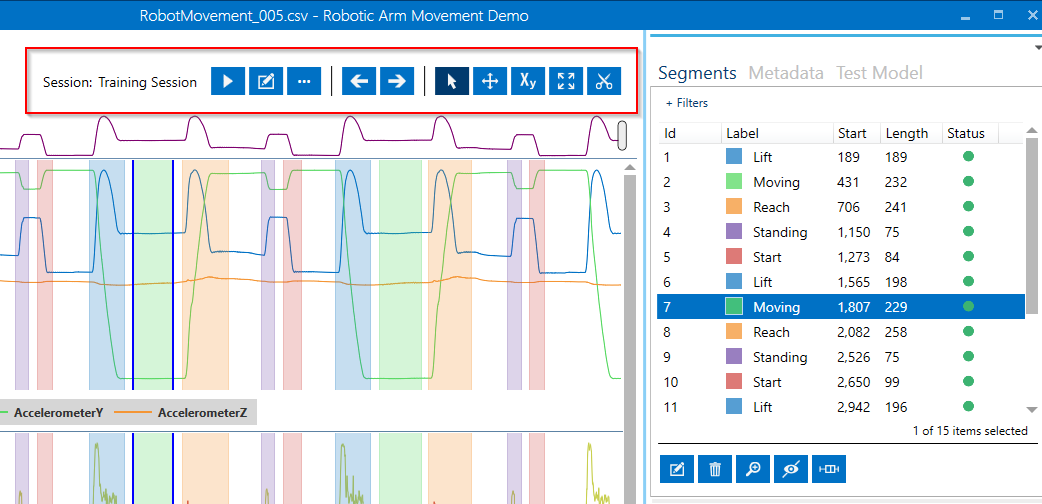 RobotMovement_005.csv - Robotic Arm Movement Demo
Session: Training Session
Xy
Segments Metadata Test Model
+ Filters
Id Label Start Length Status
1 Lift 189 189
2 Moving 431 232
3 Reach 706 241
4 Standing 1,150 75
5 Start 1,273 84
6 Lift 1,565 198
7 Moving 1,807 229
8 Reach 2,082 258
9 Standing 2,526 75
10 Start 2,650 99
11 Lift 2,942 196
1 of 15 items selected
AccelerometerY AccelerometerZ